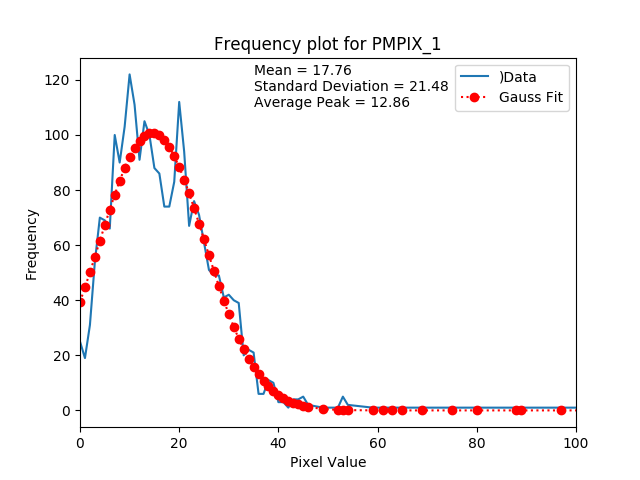 Frequency plot for PMPIX_1
Mean = 17.76
Standard Deviation = 21.48
Average Peak = 12.86
)Data
Gauss Fit
Frequency
120
100
80
60
40
20
0
0 20 40 60 80 100
Pixel Value